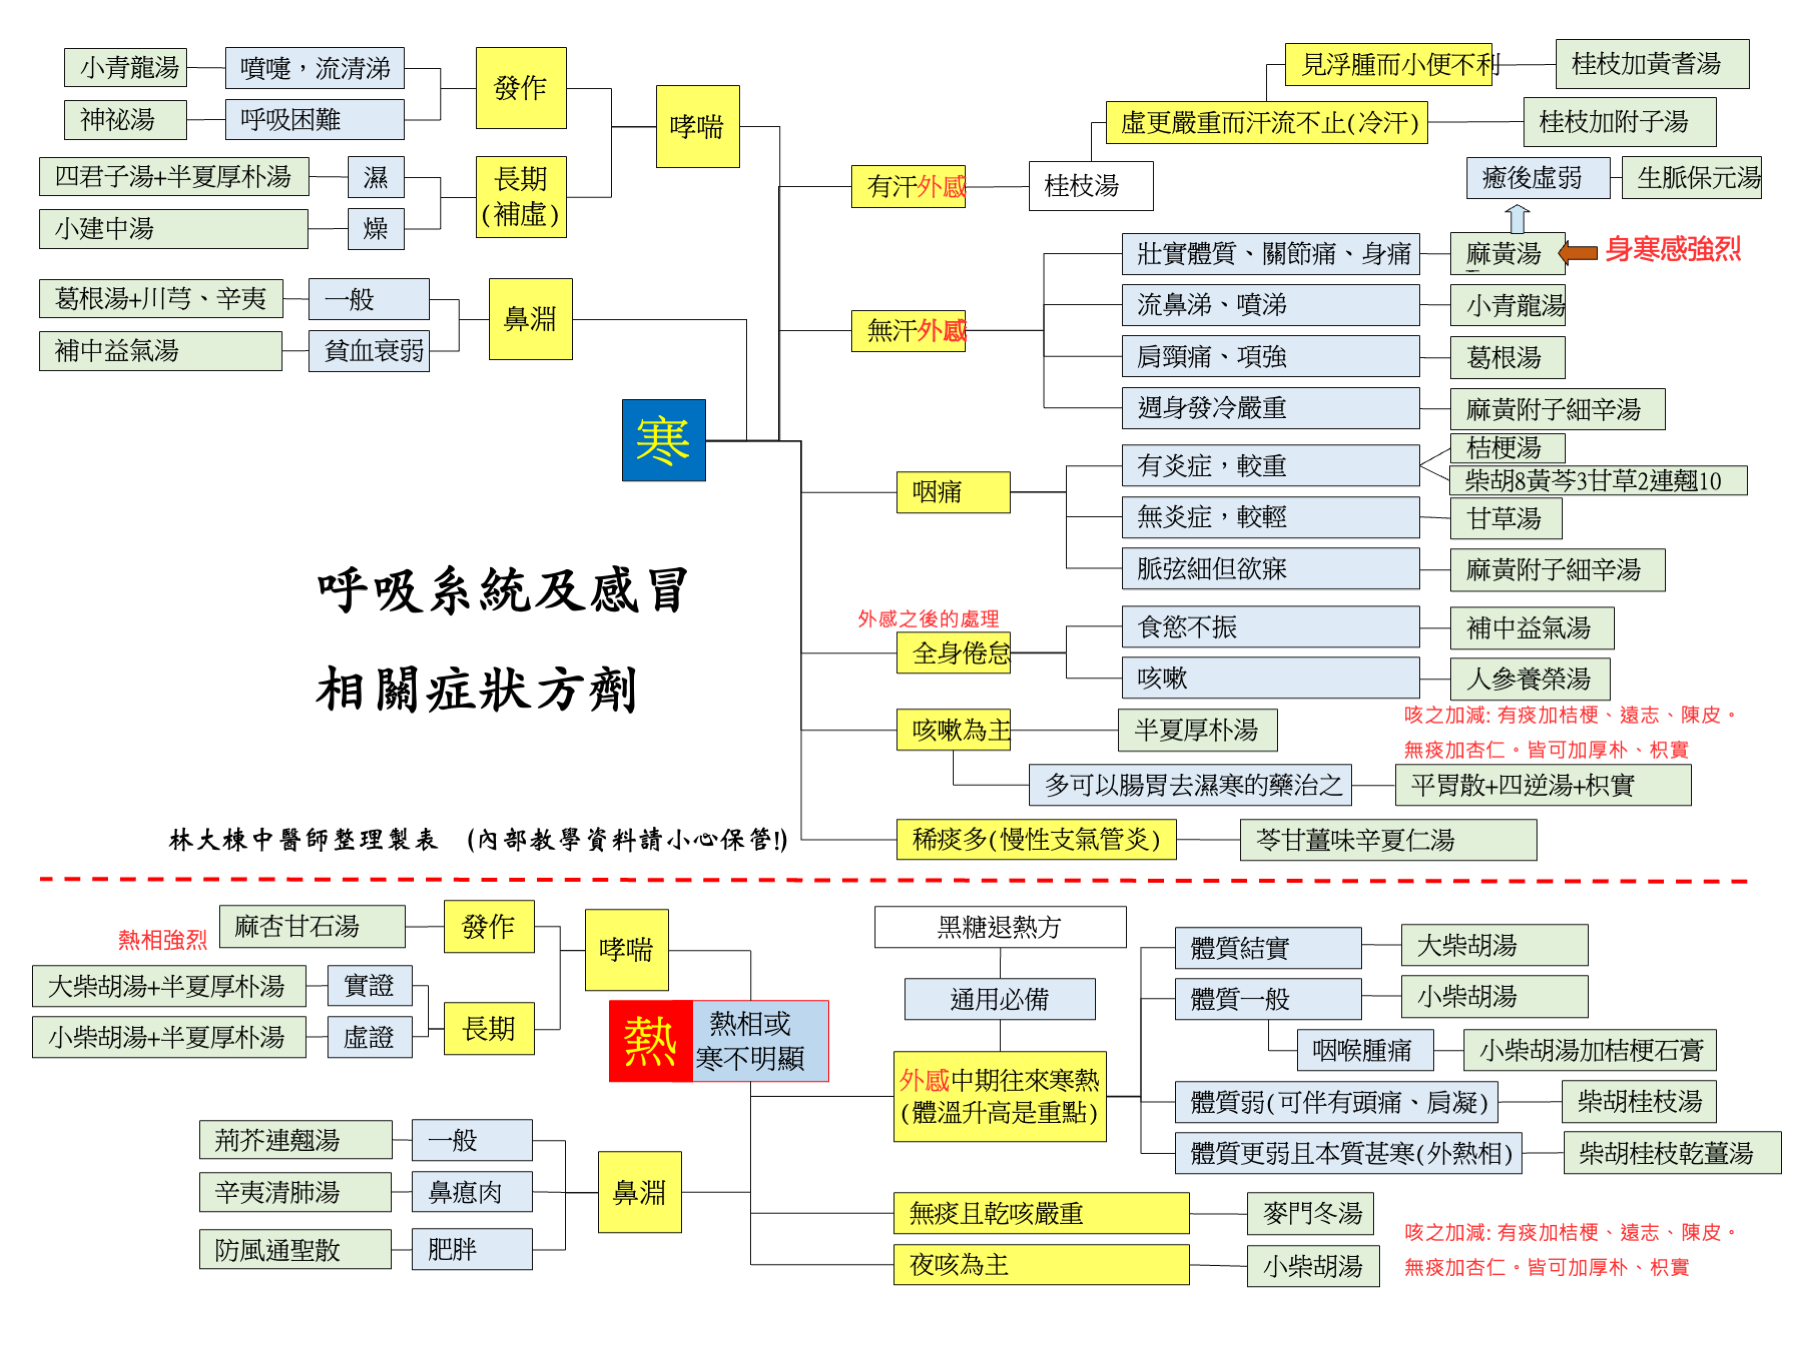 小青龍湯
噴嚏，流清涕
發作
神祕湯
呼吸困難
哮喘
四君子湯+半夏厚朴湯
濕
長期
(補虛)
小建中湯
燥
葛根湯+川芎、辛夷
一般
鼻淵
補中益氣湯
貧血衰弱
寒
見浮腫而小便不利
桂枝加黃耆湯
虛更嚴重而汗流不止(冷汗)
桂枝加附子湯
有汗外感
桂枝湯
癒後虛弱
生脈保元湯
無汗外感
壯實體質、關節痛、身痛
麻黃湯
身寒感強烈
流鼻涕、噴涕
小青龍湯
肩頸痛、項強
葛根湯
週身發冷嚴重
麻黃附子細辛湯
咽痛
有炎症，較重
桔梗湯
柴胡8黃芩3甘草2連翹10
無炎症，較輕
甘草湯
脈弦細但欲寐
麻黃附子細辛湯
外感之後的處理
全身倦怠
食慾不振
補中益氣湯
咳嗽
人參養榮湯
咳嗽為主
半夏厚朴湯
咳之加減: 有痰加桔梗、遠志、陳皮。
無痰加杏仁。皆可加厚朴、枳實
多可以腸胃去濕寒的藥治之
平胃散+四逆湯+枳實
稀痰多(慢性支氣管炎)
苓甘薑味辛夏仁湯
呼吸系統及感冒
相關症狀方劑
林大棟中醫師整理製表 (內部教學資料請小心保管!)
熱相強烈
麻杏甘石湯
發作
哮喘
大柴胡湯+半夏厚朴湯
實證
長期
小柴胡湯+半夏厚朴湯
虛證
熱
熱相或
寒不明顯
荊芥連翹湯
一般
鼻淵
辛夷清肺湯
鼻瘜肉
防風通聖散
肥胖
黑糖退熱方
通用必備
外感中期往來寒熱
(體溫升高是重點)
體質結實
大柴胡湯
體質一般
小柴胡湯
咽喉腫痛
小柴胡湯加桔梗石膏
體質弱(可伴有頭痛、肩凝)
柴胡桂枝湯
體質更弱且本質甚寒(外熱相)
柴胡桂枝乾薑湯
無痰且乾咳嚴重
麥門冬湯
夜咳為主
小柴胡湯
咳之加減: 有痰加桔梗、遠志、陳皮。
無痰加杏仁。皆可加厚朴、枳實